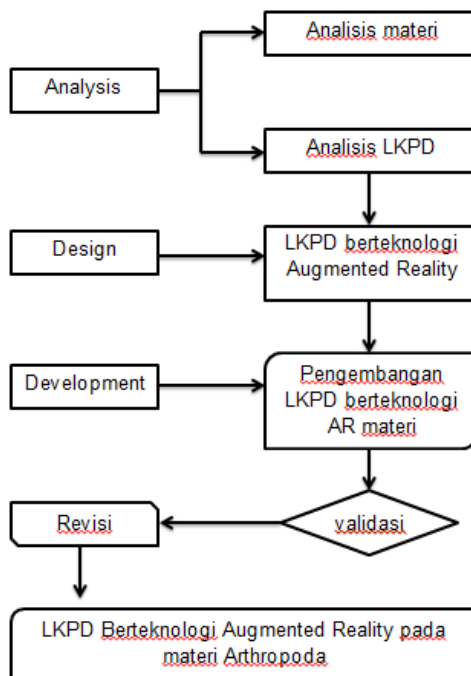 Analisis materi
Analysis
Analisis LKPD
Design
LKPD berteknologi
Augmented Reality
Development
Pengembangan
LKPD berteknologi
AR materi
Revisi
validasi
LKPD Berteknologi Augmented Reality pada
materi Arthropoda